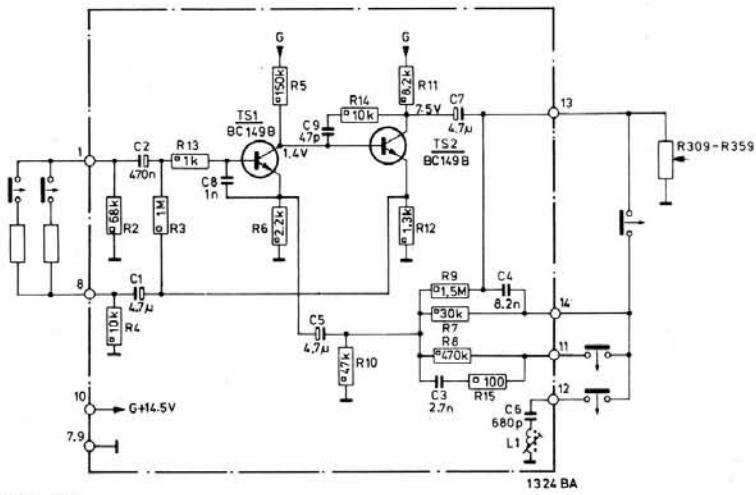 G
G
150k
R5
8.2k
R11
C7
4.7µ
13
R14
10k
7.5V
TS1
BC149B
C9
47p
TS2
BC149B
R309-R359
1
C2
470n
R13
1k
1.4V
C8
1n
68k
R2
1M
R3
R6
2.2k
1.3k
R12
8
C1
4.7µ
10k
R4
R9
1,5M
C4
8.2n
C5
4,7µ
30k
R7
14
R8
470k
11
47k
R10
C3
2.7n
100
R15
12
C6
680p
L1
10
G+14.5V
7.9
1324 BA